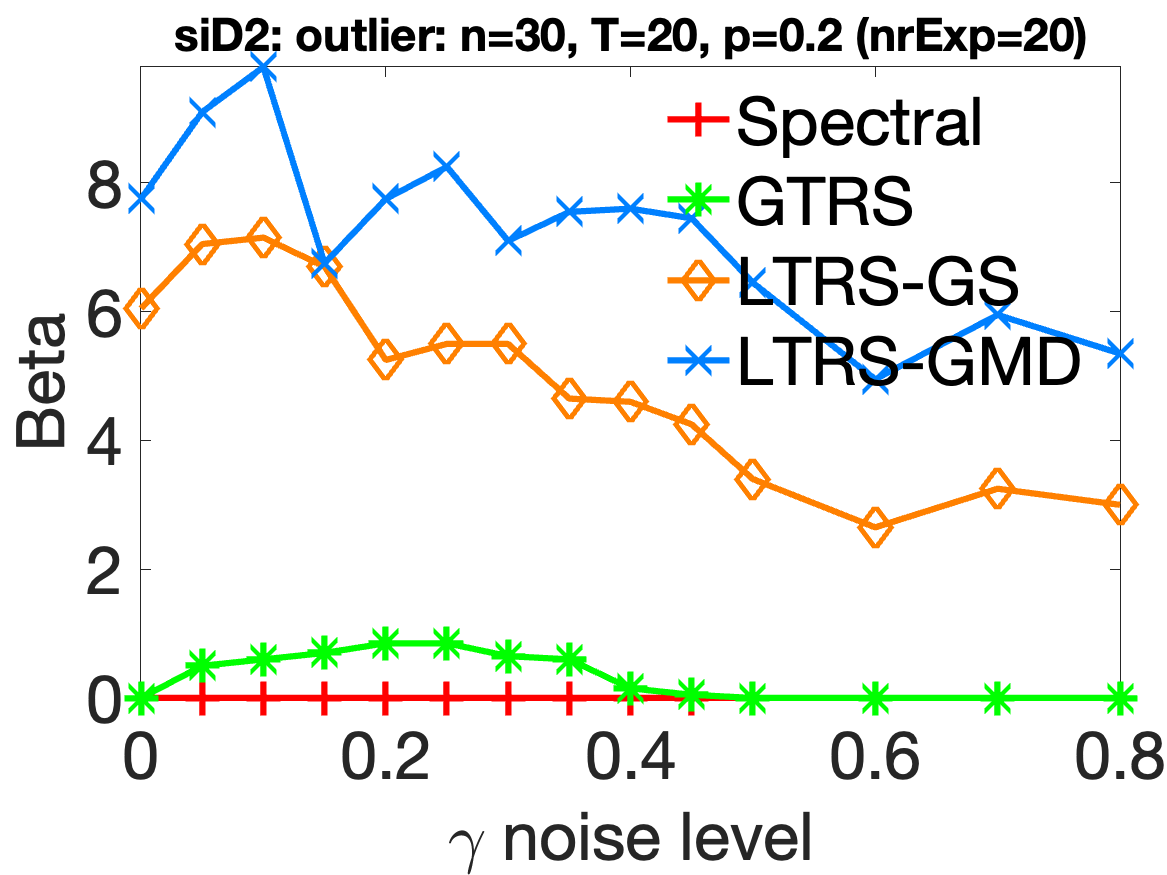 siD2: outlier: n=30, T=20, p=0.2 (nrExp=20)
Spectral
GTRS
LTRS-GS
LTRS-GMD
Beta
8
6
4
2
0
0 0.2 0.4 0.6 0.8
γ noise level